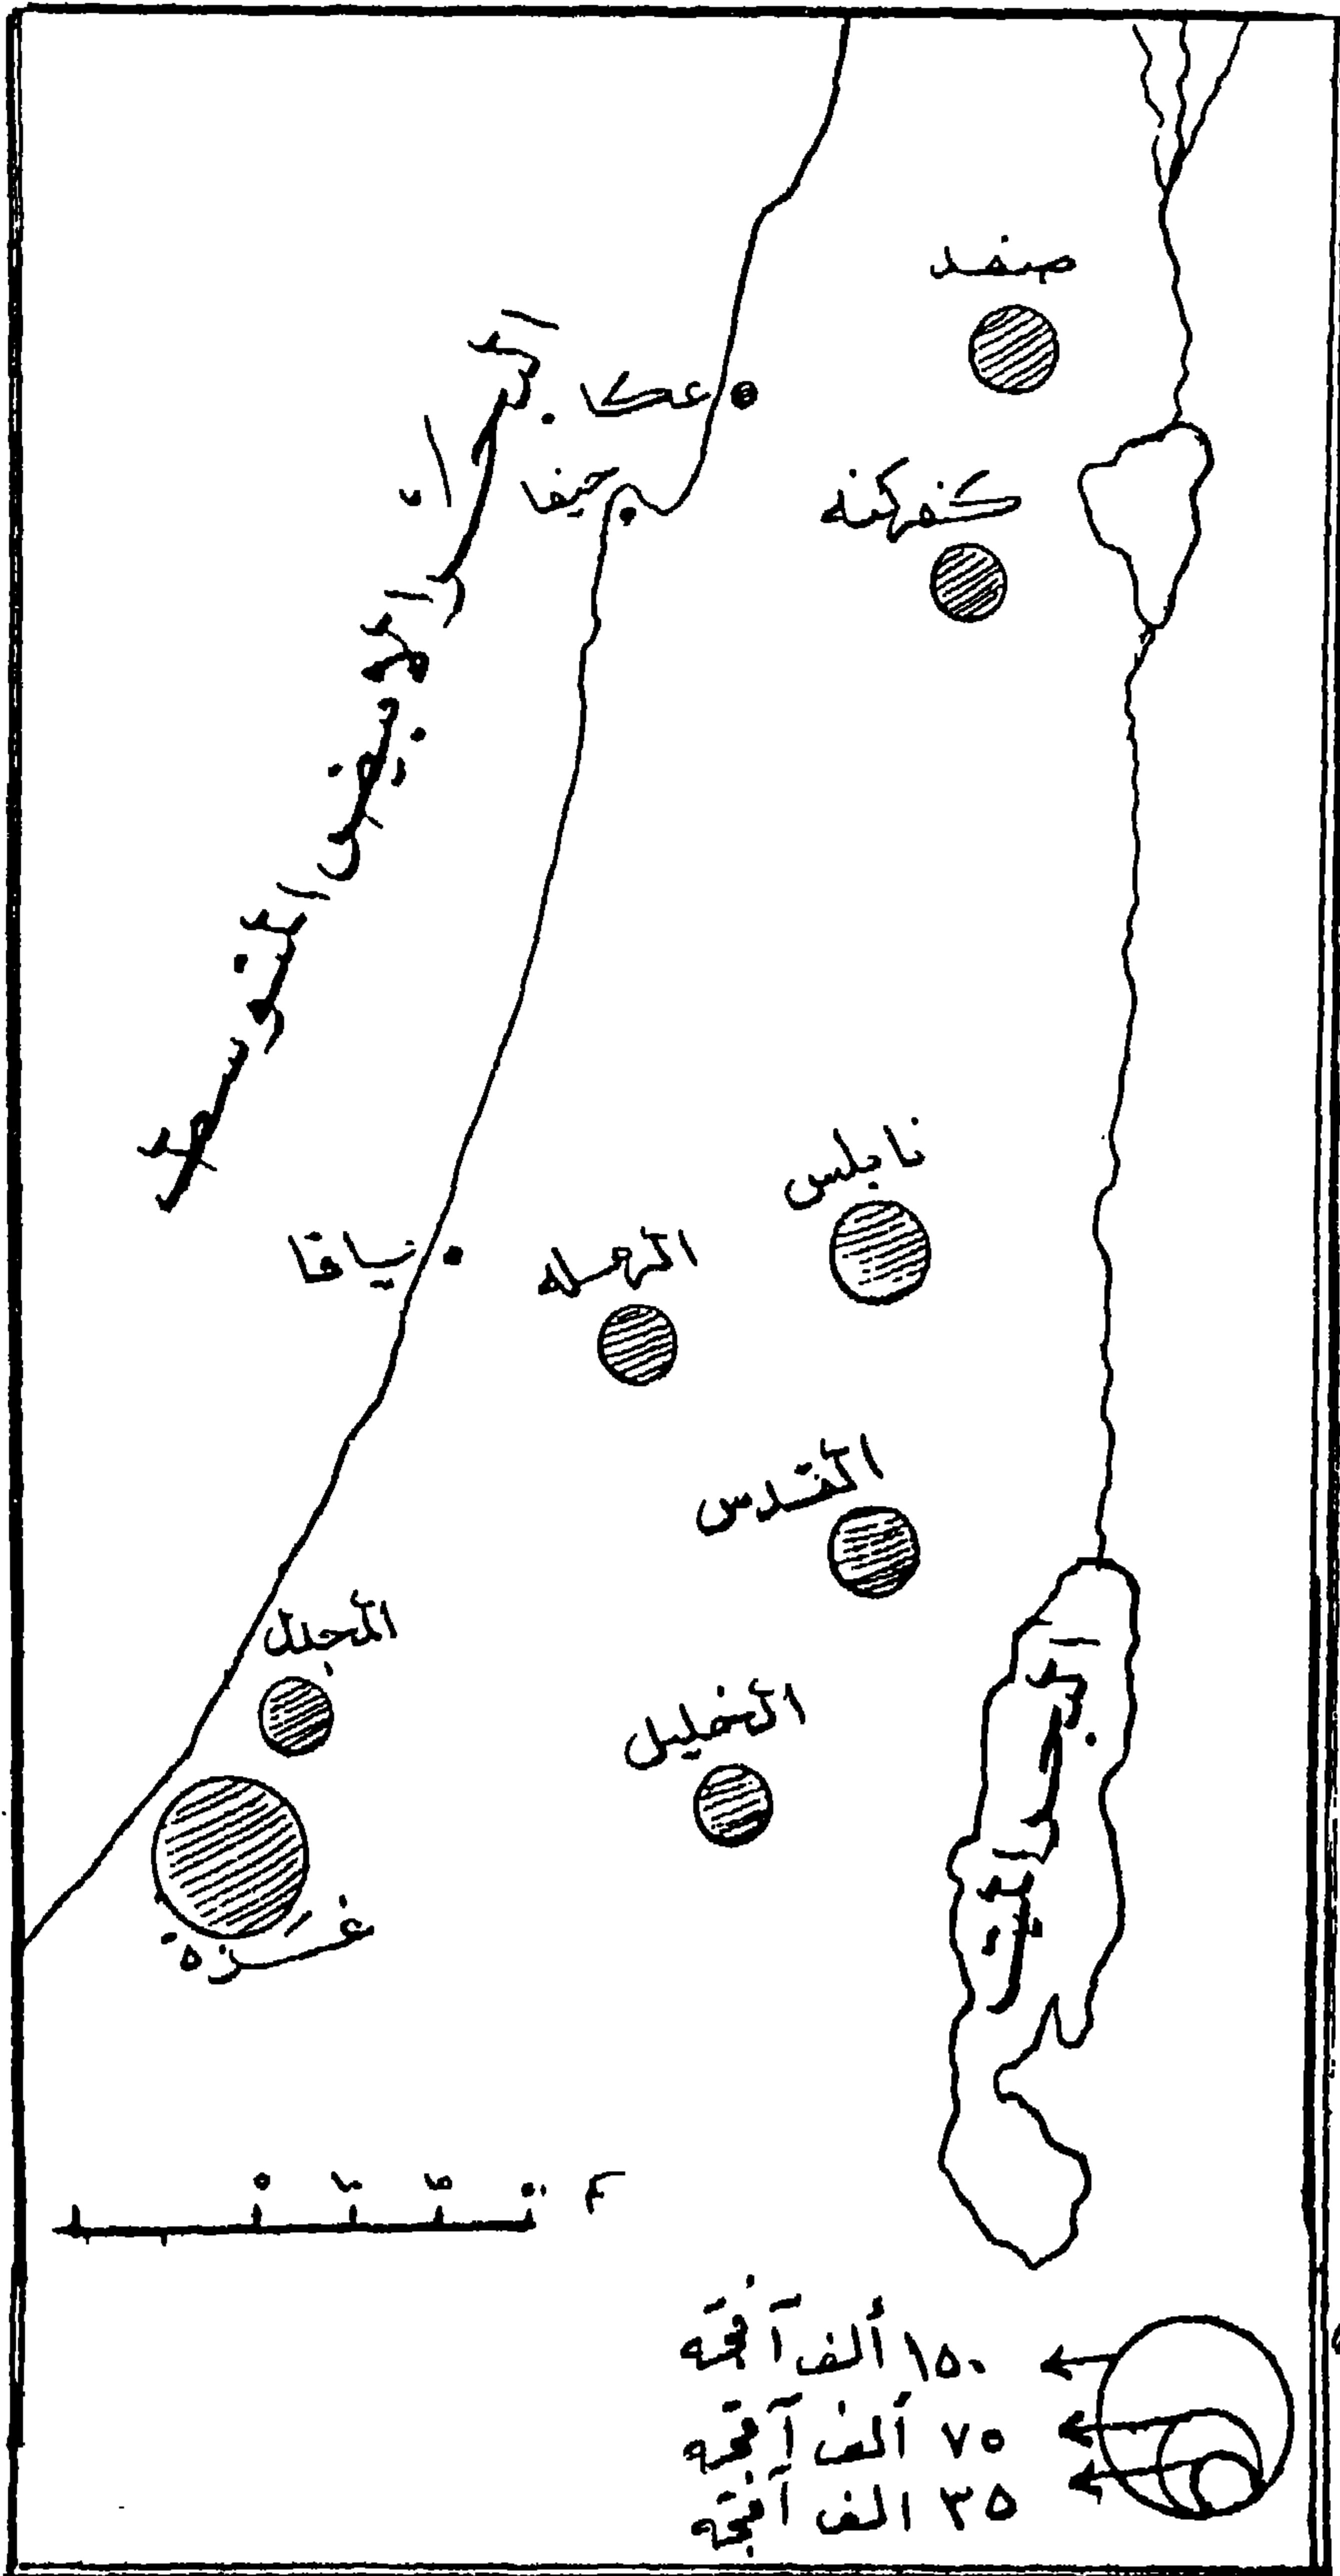 صفد
عكا
حيفا
كفركنه
البحر الأبيض المتوسط
نابلس
يافا
الرمله
القدس
المجدل
الخليل
غزة
البحر الميت
١٥٠ ألف آقجه
٧٥ ألف آقجه
٣٥ الف آقجه